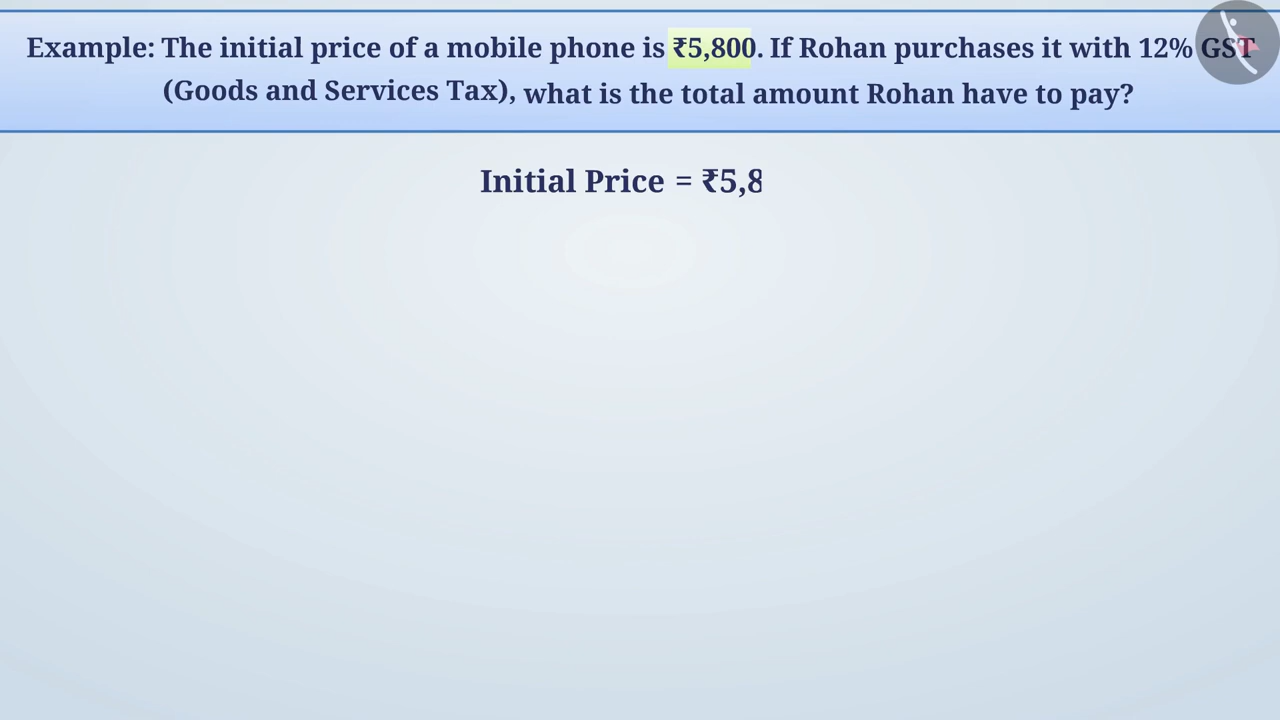 Example: The initial price of a mobile phone is ₹5,800. If Rohan purchases it with 12% GST
(Goods and Services Tax), what is the total amount Rohan have to pay?
Initial Price = ₹5,8